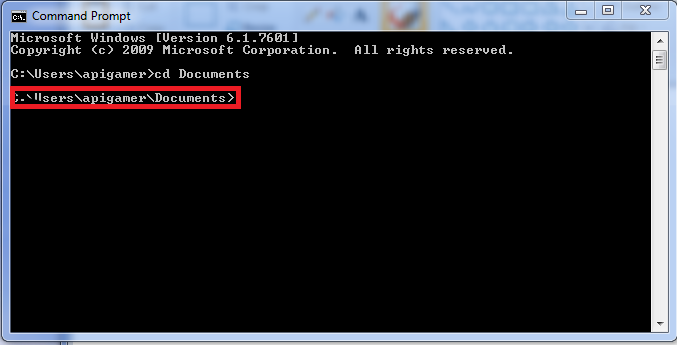 Command Prompt
Microsoft Windows [Version 6.1.7601]
Copyright (c) 2009 Microsoft Corporation.  All rights reserved.
C:\Users\apigamer>cd Documents
C:\Users\apigamer\Documents>